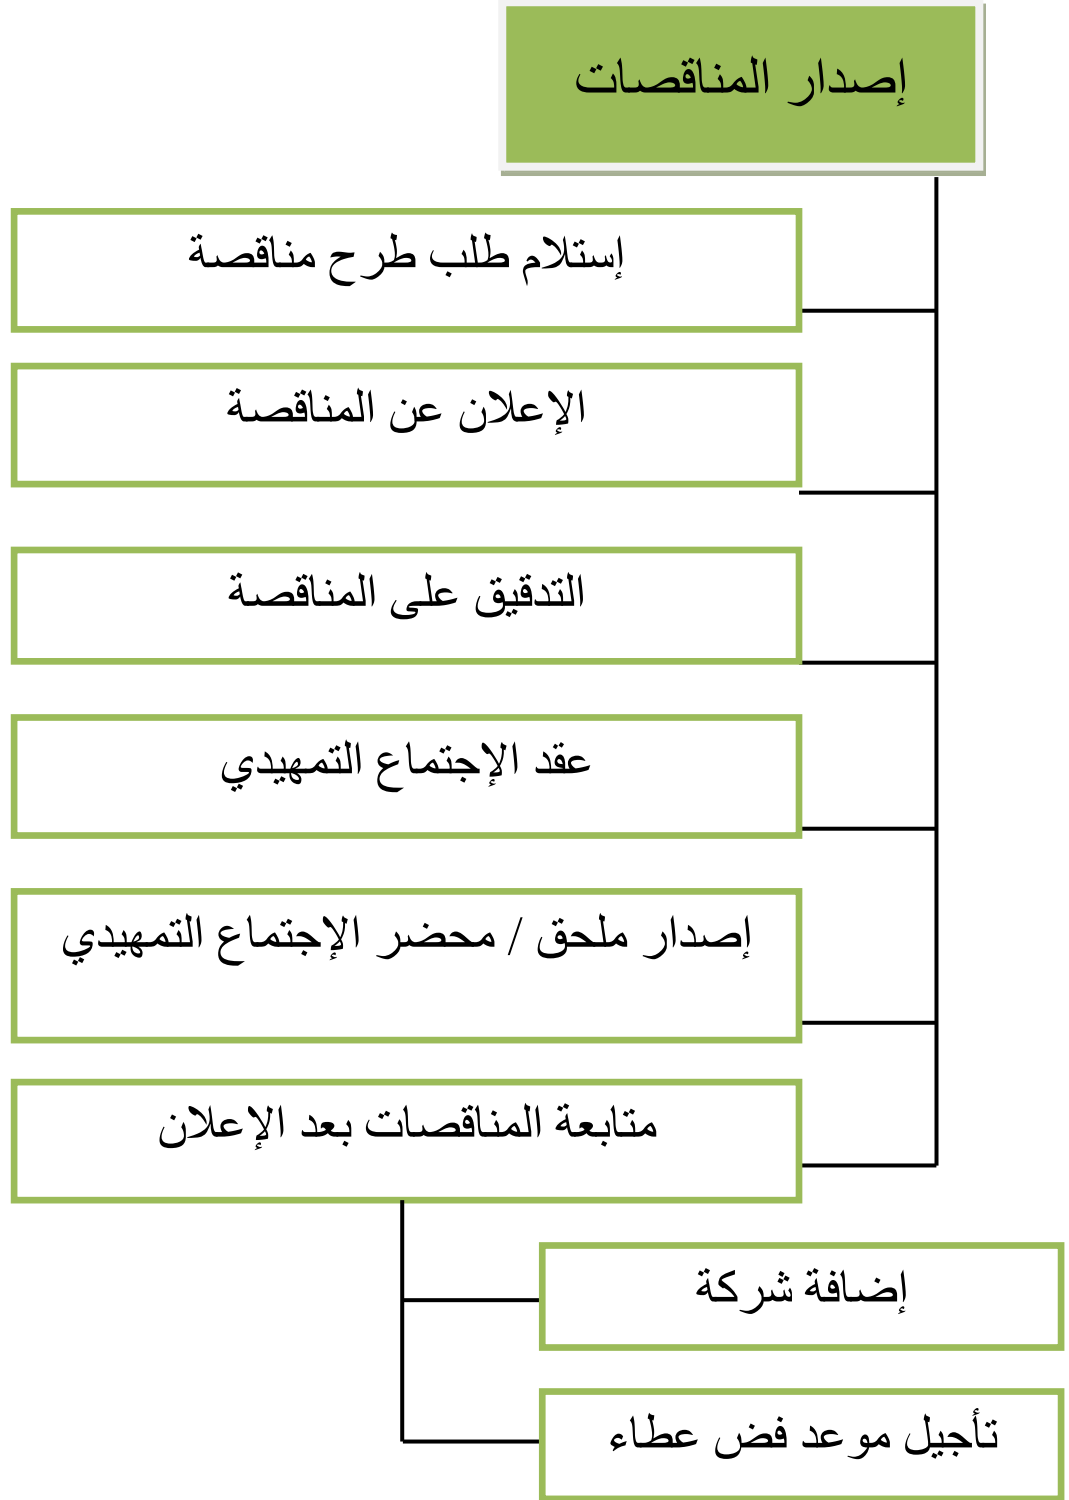 إصدار المناقصات
إستلام طلب طرح مناقصة
الإعلان عن المناقصة
التدقيق على المناقصة
عقد الإجتماع التمهيدي
إصدار ملحق / محضر الإجتماع التمهيدي
متابعة المناقصات بعد الإعلان
إضافة شركة
تأجيل موعد فض عطاء